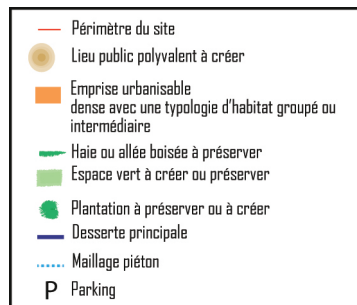 Périmètre du site
Lieu public polyvalent à créer
Emprise urbanisable
dense avec une typologie d'habitat groupé ou
intermédiaire
Haie ou allée boisée à préserver
Espace vert à créer ou préserver
Plantation à préserver ou à créer
Desserte principale
Maillage piéton
P Parking